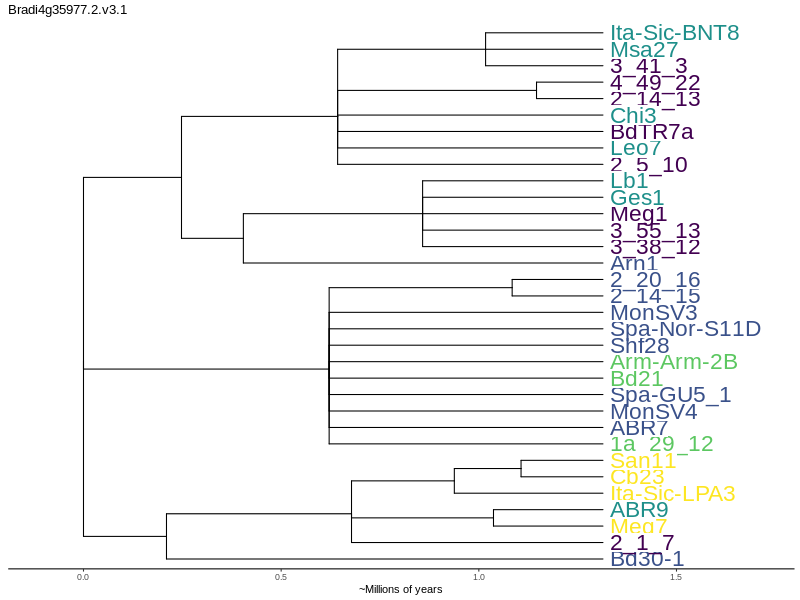 Bradi4g35977.2.v3.1
Ita-Sic-BNT8
Msa27
3_41_3
4_49_22
2_14_13
Chi3
BdTR7a
Leo7
2_5_10
Lb1
Ges1
Meg1
3_55_13
3_38_12
Arn1
2_20_16
2_14_15
MonSV3
Spa-Nor-S11D
Shf28
Arm-Arm-2B
Bd21
Spa-GU5_1
MonSV4
ABR7
1a_29_12
San11
Cb23
Ita-Sic-LPA3
ABR9
Meg7
2_1_7
Bd30-1
0.0 0.5 1.0 1.5
~Millions of years